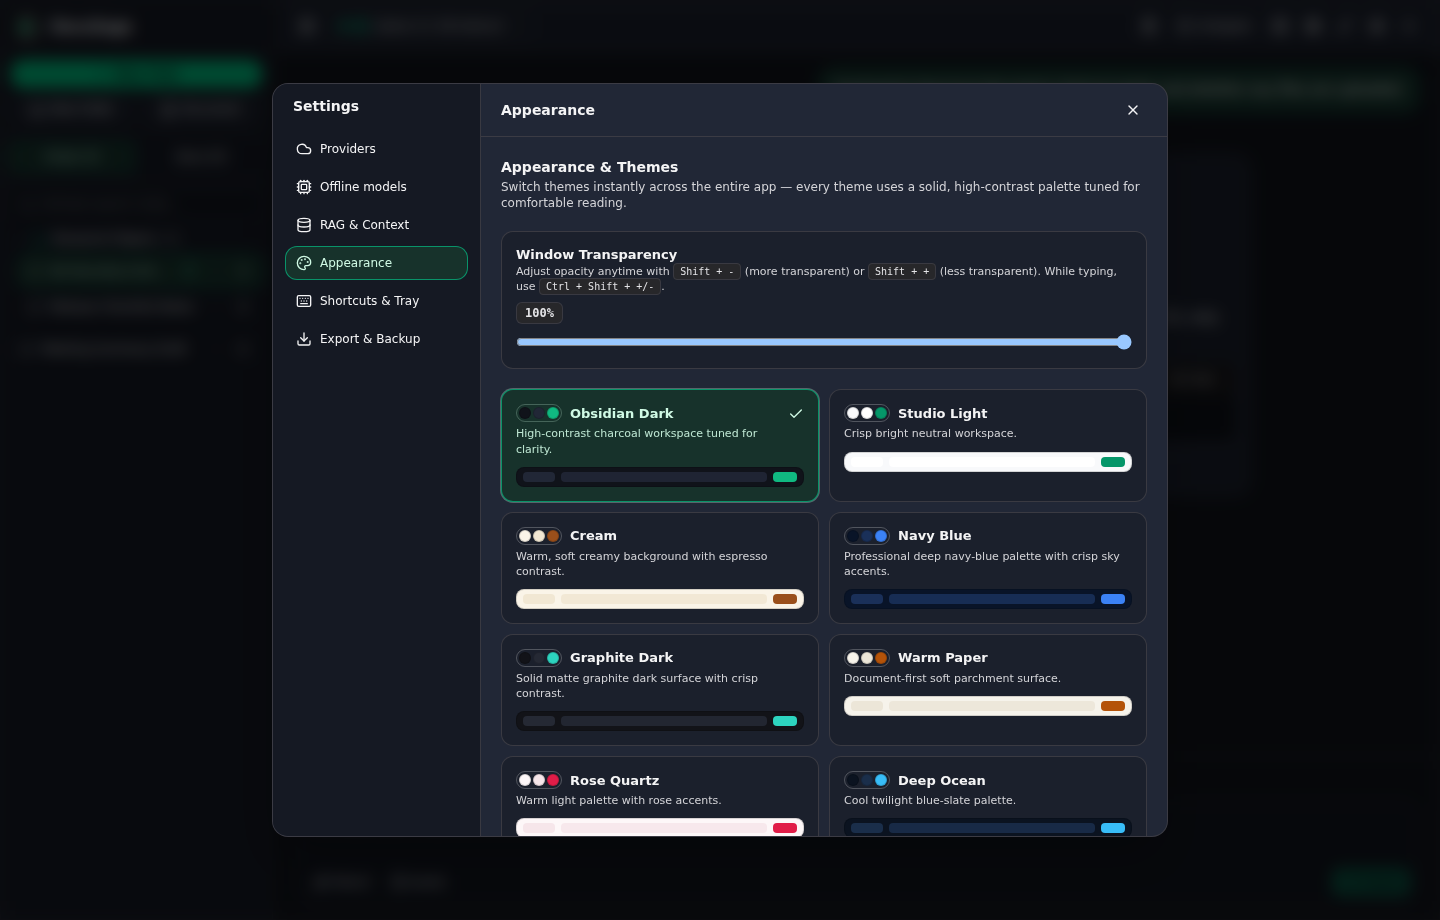 Settings
Providers
Offline models
RAG & Context
Appearance
Shortcuts & Tray
Export & Backup
Appearance
Appearance & Themes
Switch themes instantly across the entire app — every theme uses a solid, high-contrast palette tuned for
comfortable reading.
Window Transparency
Adjust opacity anytime with Shift + - (more transparent) or Shift + + (less transparent). While typing,
use Ctrl + Shift + +/-.
100%
Obsidian Dark
High-contrast charcoal workspace tuned for
clarity.
Studio Light
Crisp bright neutral workspace.
Cream
Warm, soft creamy background with espresso
contrast.
Navy Blue
Professional deep navy-blue palette with crisp sky
accents.
Graphite Dark
Solid matte graphite dark surface with crisp
contrast.
Warm Paper
Document-first soft parchment surface.
Rose Quartz
Warm light palette with rose accents.
Deep Ocean
Cool twilight blue-slate palette.